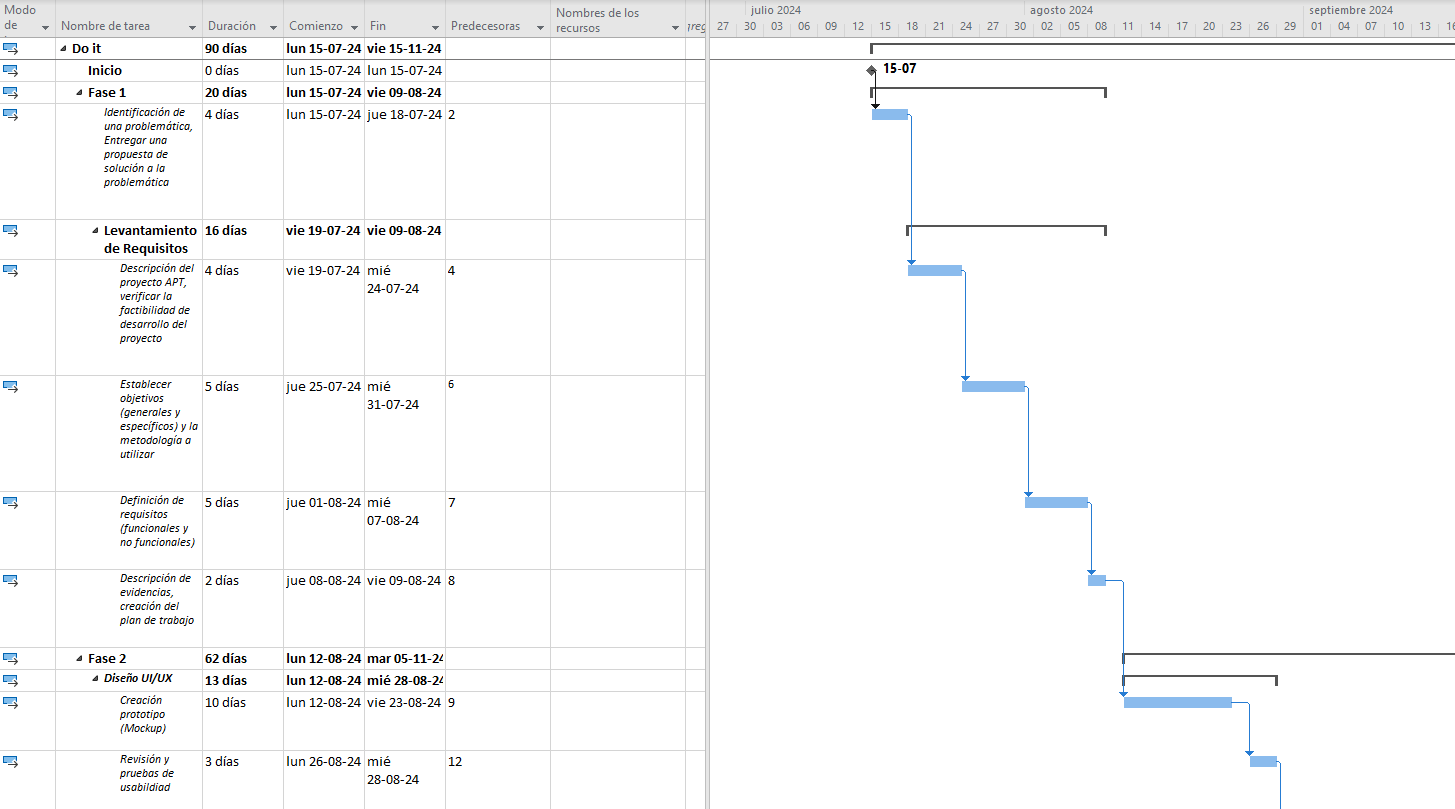 Modo de
Nombre de tarea
Duración
Comienzo
Fin
Predecesoras
Nombres de los recursos
julio 2024
agosto 2024
septiembre 2024
27 30 03 06 09 12 15 18 21 24 27 30 02 05 08 11 14 17 20 23 26 29 01 04 07 10 13 16
Do it 90 días lun 15-07-24 vie 15-11-24
Inicio 0 días lun 15-07-24 lun 15-07-24
15-07
Fase 1 20 días lun 15-07-24 vie 09-08-24
Identificación de 4 días lun 15-07-24 jue 18-07-24 2
una problemática,
Entregar una
propuesta de
solución a la
problemática
Levantamiento 16 días vie 19-07-24 vie 09-08-24
de Requisitos
Descripción del 4 días vie 19-07-24 mié 4
proyecto APT, 24-07-24
verificar la
factibilidad de
desarrollo del
proyecto
Establecer 5 días jue 25-07-24 mié 6
objetivos 31-07-24
(generales y
específicos) y la
metodología a
utilizar
Definición de 5 días jue 01-08-24 mié 7
requisitos 07-08-24
(funcionales y
no funcionales)
Descripción de 2 días jue 08-08-24 vie 09-08-24 8
evidencias,
creación del
plan de trabajo
Fase 2 62 días lun 12-08-24 mar 05-11-24
Diseño UI/UX 13 días lun 12-08-24 mié 28-08-24
Creación 10 días lun 12-08-24 vie 23-08-24 9
prototipo
(Mockup)
Revisión y 3 días lun 26-08-24 mié 12
pruebas de 28-08-24
usabildiad